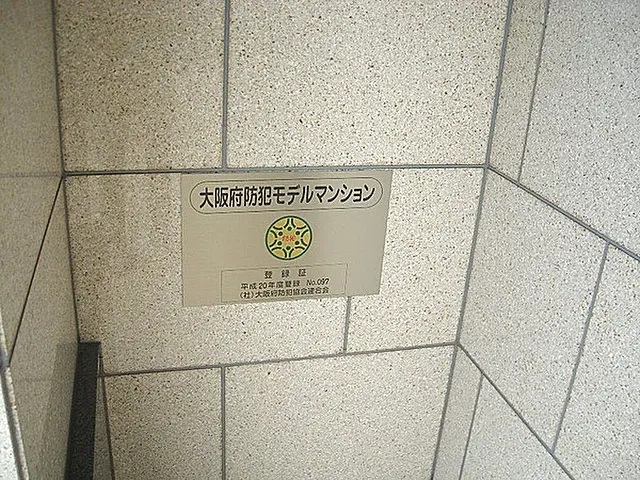 大阪府防犯モデルマンション
登録証
平成20年度登録 No.097
(社)大阪府防犯協会連合会